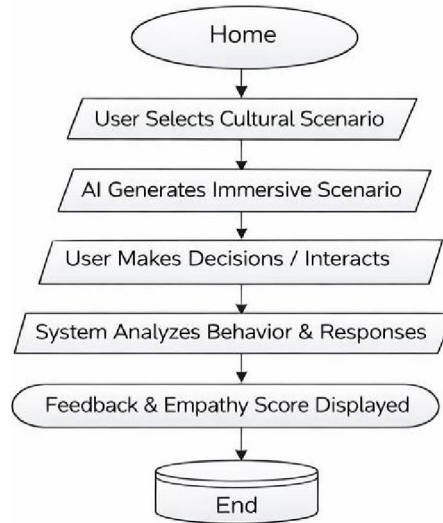 Home
User Selects Cultural Scenario
AI Generates Immersive Scenario
User Makes Decisions / Interacts
System Analyzes Behavior & Responses
Feedback & Empathy Score Displayed
End